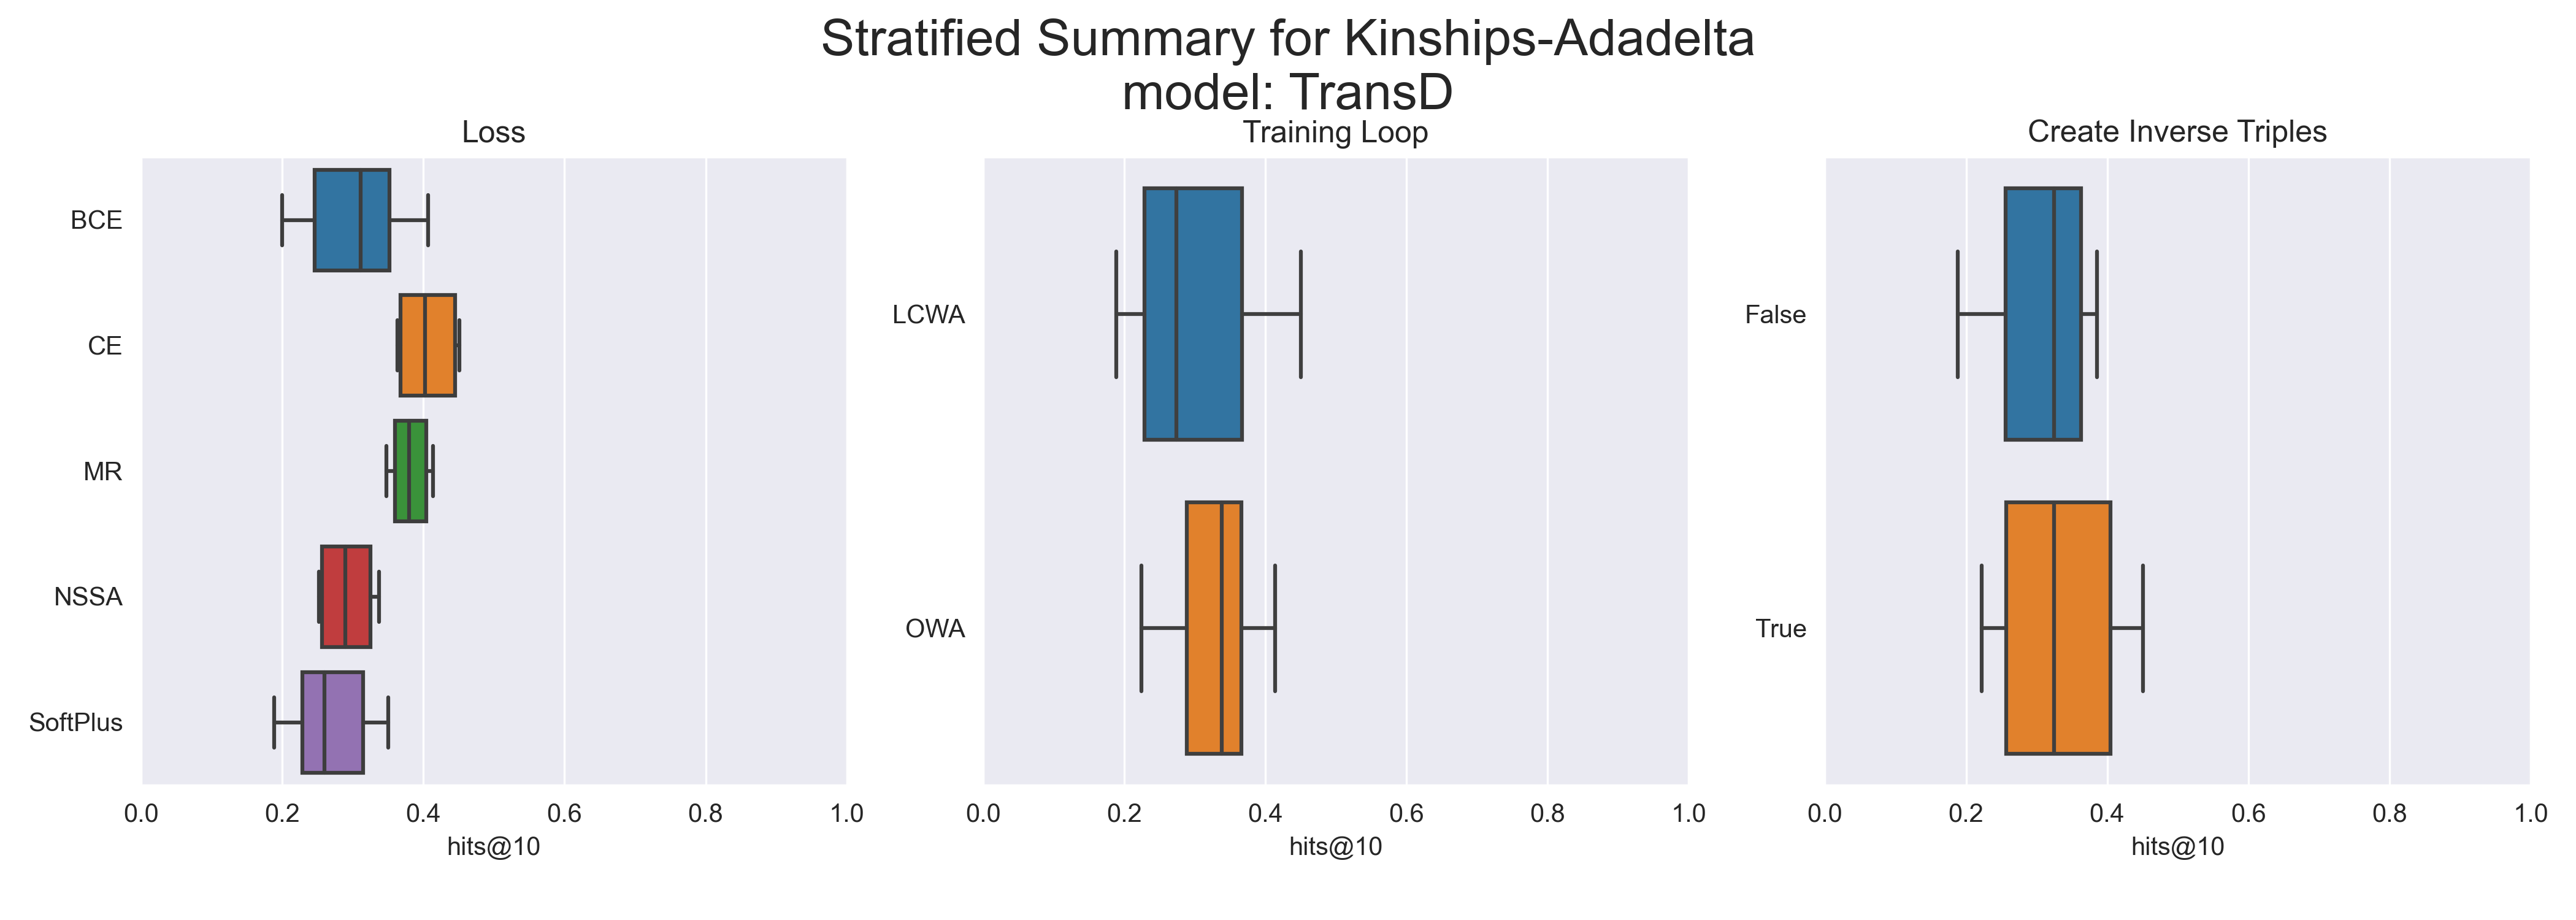 Stratified Summary for Kinships-Adadelta
model: TransD
Loss
BCE
CE
MR
NSSA
SoftPlus
0.0 0.2 0.4 0.6 0.8 1.0
hits@10
Training Loop
LCWA
OWA
0.0 0.2 0.4 0.6 0.8 1.0
hits@10
Create Inverse Triples
False
True
0.0 0.2 0.4 0.6 0.8 1.0
hits@10